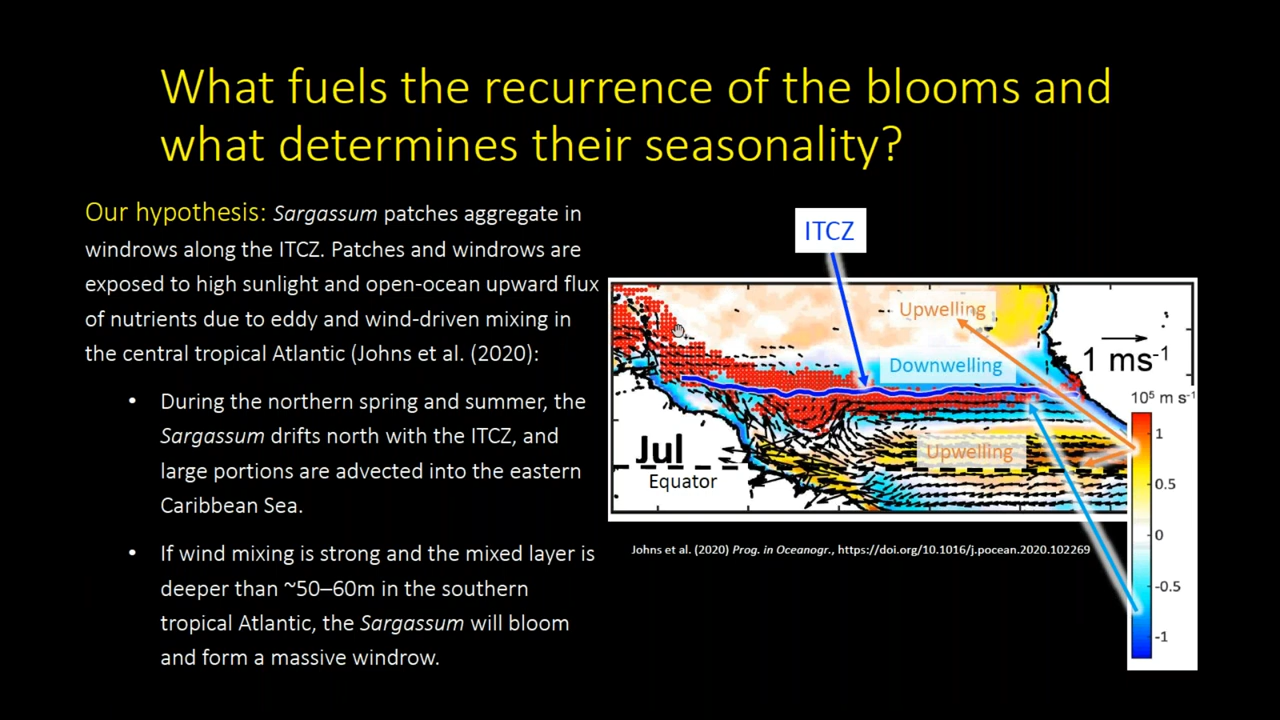 What fuels the recurrence of the blooms and
what determines their seasonality?
Our hypothesis: Sargassum patches aggregate in
windrows along the ITCZ. Patches and windrows are
exposed to high sunlight and open-ocean upward flux
of nutrients due to eddy and wind-driven mixing in
the central tropical Atlantic (Johns et al. (2020):
• During the northern spring and summer, the
Sargassum drifts north with the ITCZ, and
large portions are advected into the eastern
Caribbean Sea.
• If wind mixing is strong and the mixed layer is
deeper than ~50–60m in the southern
tropical Atlantic, the Sargassum will bloom
and form a massive windrow.
ITCZ
Upwelling
Downwelling
1 ms-1
10⁵ m s⁻¹
Upwelling
Jul
Equator
1
0.5
0
-0.5
-1
Johns et al. (2020) Prog. in Oceanogr., https://doi.org/10.1016/j.pocean.2020.102269